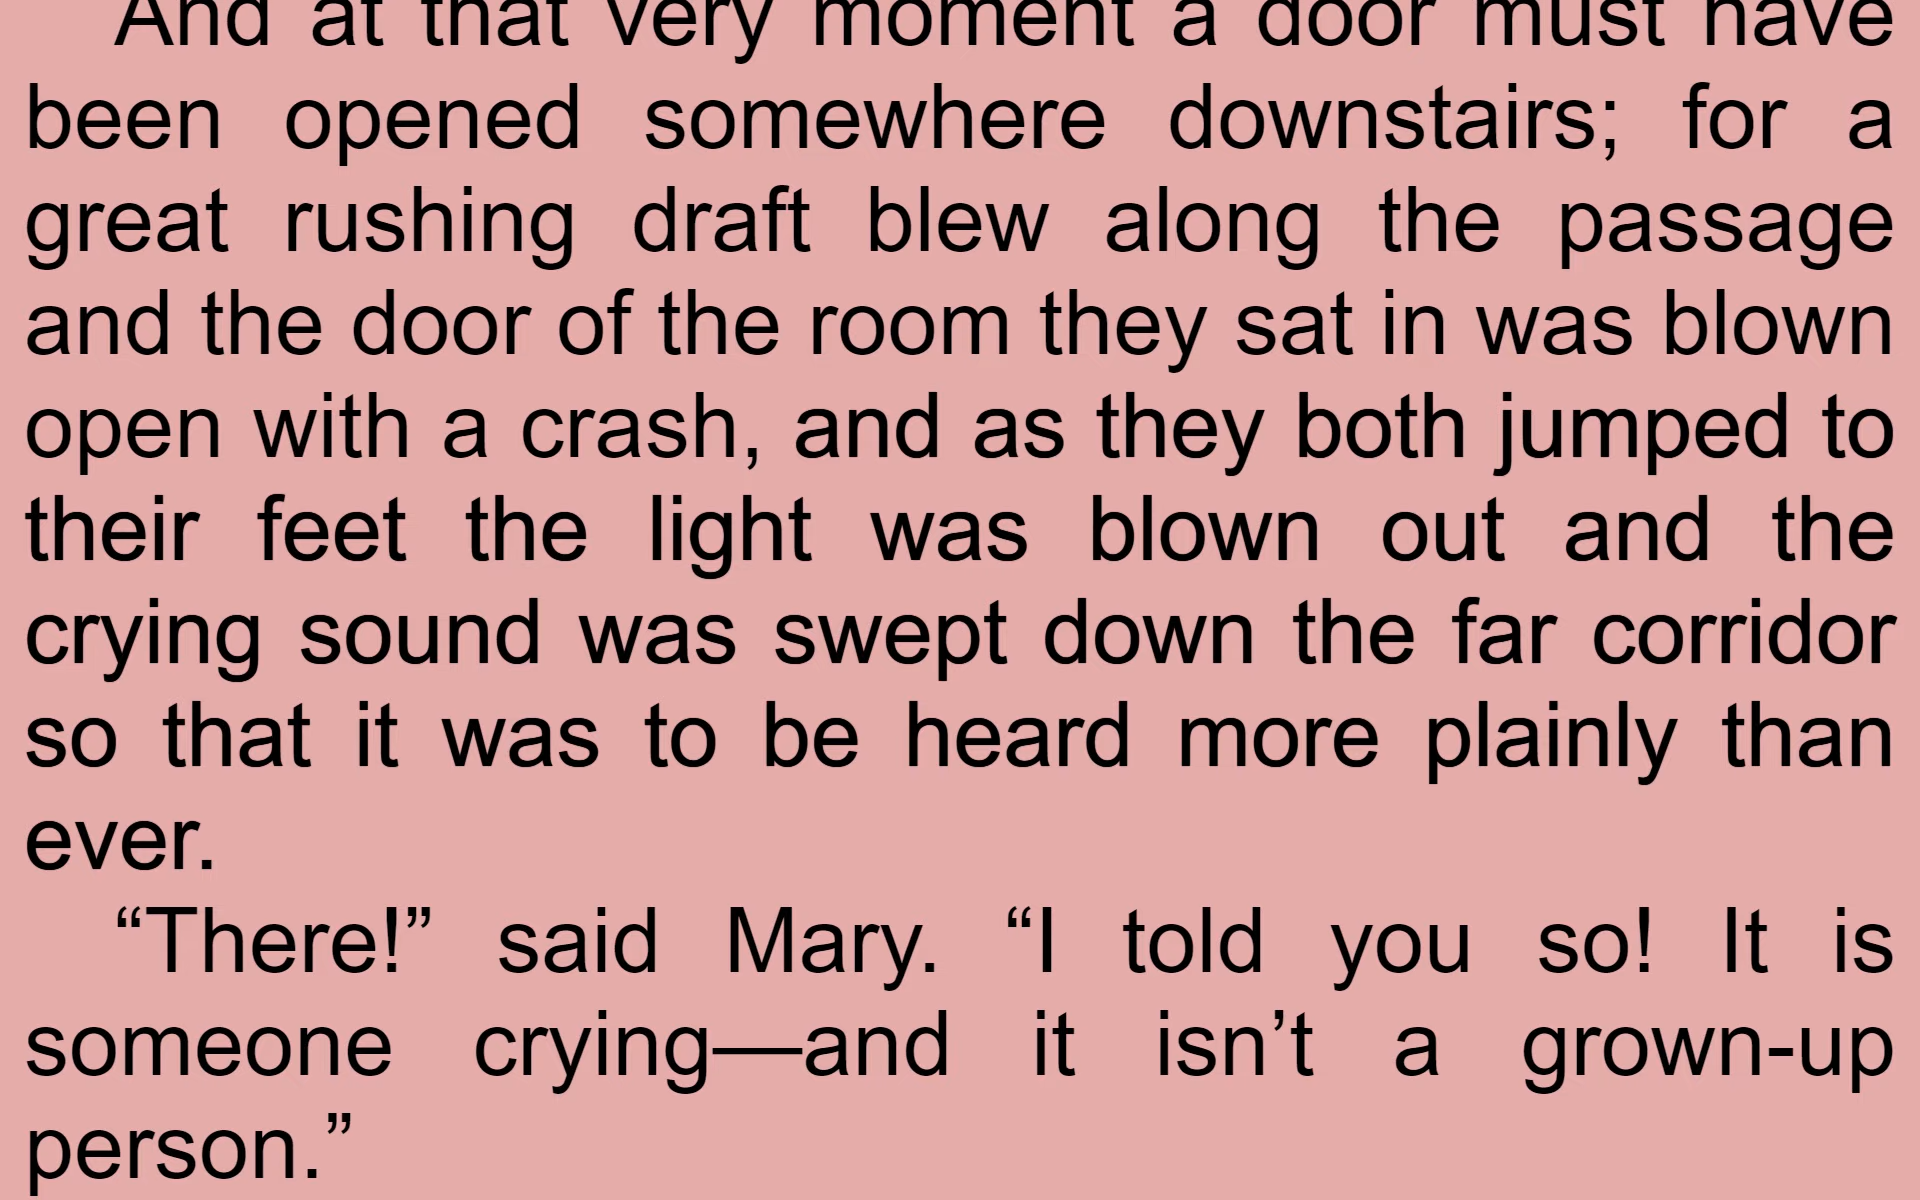 And at that very moment a door must have
been opened somewhere downstairs; for a
great rushing draft blew along the passage
and the door of the room they sat in was blown
open with a crash, and as they both jumped to
their feet the light was blown out and the
crying sound was swept down the far corridor
so that it was to be heard more plainly than
ever.
“There!” said Mary. “I told you so! It is
someone crying—and it isn’t a grown-up
person.”